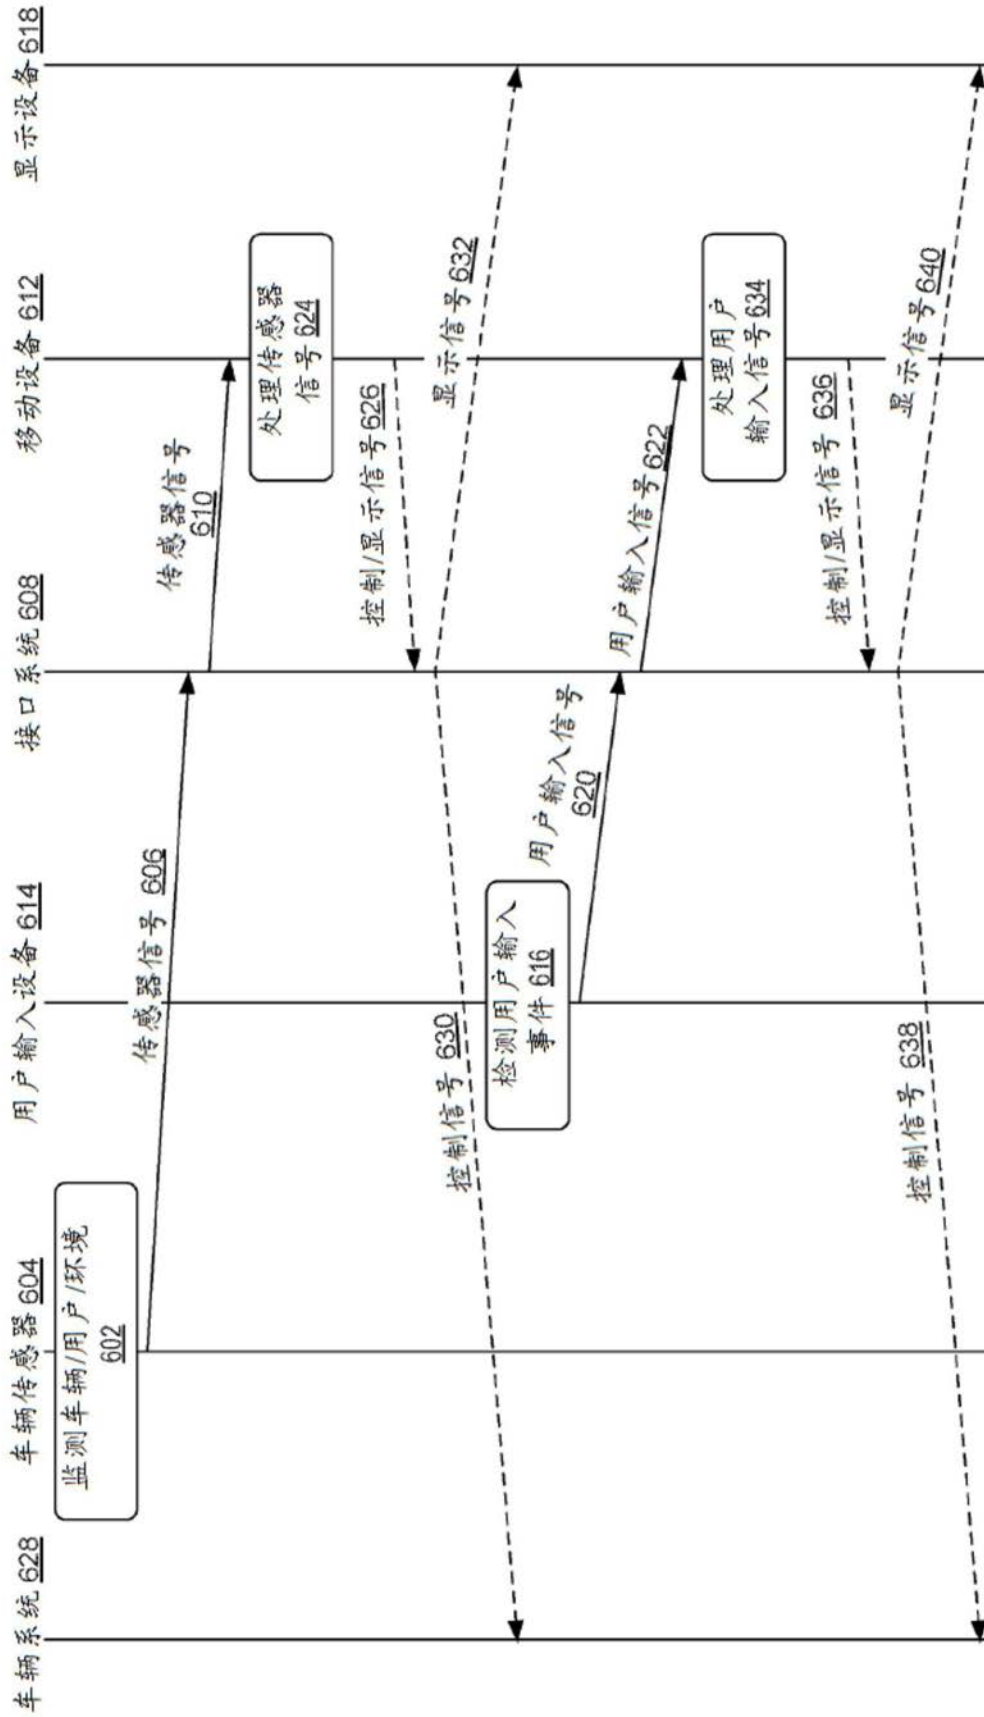 车辆系统 628
车辆传感器 604
用户输入设备 614
接口系统 608
移动设备 612
显示设备 618
监测车辆/用户/环境
602
传感器信号 606
传感器信号
610
处理传感器
信号 624
控制/显示信号 626
控制信号 630
显示信号 632
检测用户输入
事件 616
用户输入信号
620
用户输入信号 622
处理用户
输入信号 634
控制/显示信号 636
控制信号 638
显示信号 640